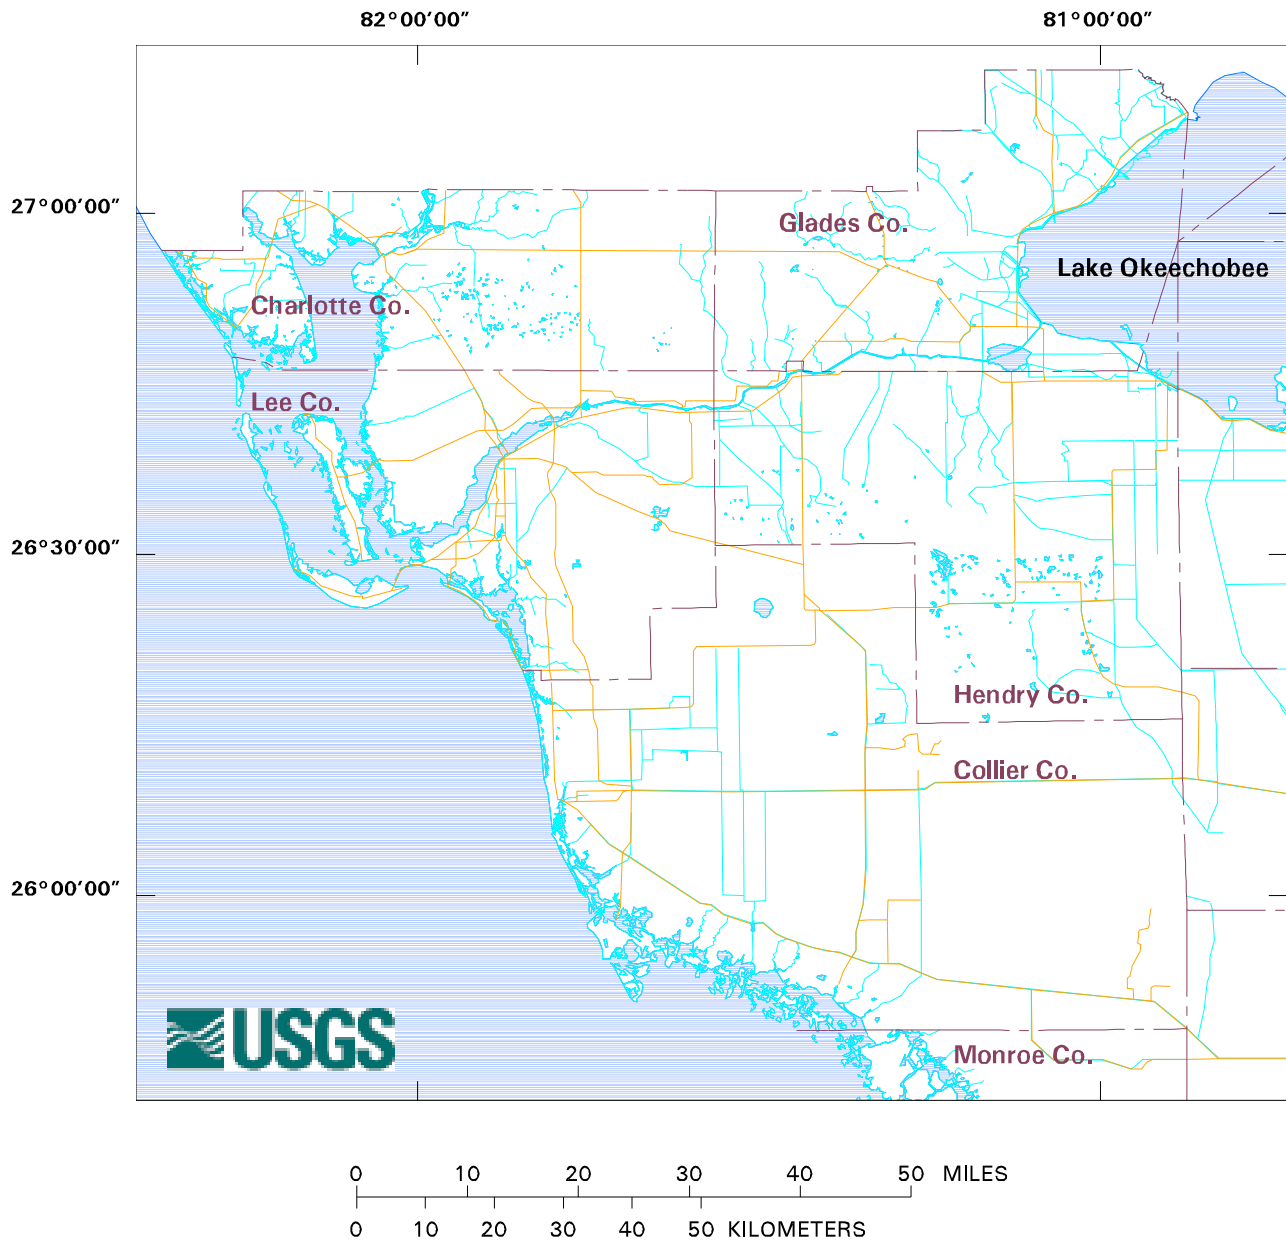 82°00'00" 81°00'00"
27°00'00"
Glades Co.
Lake Okeechobee
Charlotte Co.
Lee Co.
26°30'00"
Hendry Co.
Collier Co.
26°00'00"
USGS
Monroe Co.
0 10 20 30 40 50 MILES
0 10 20 30 40 50 KILOMETERS